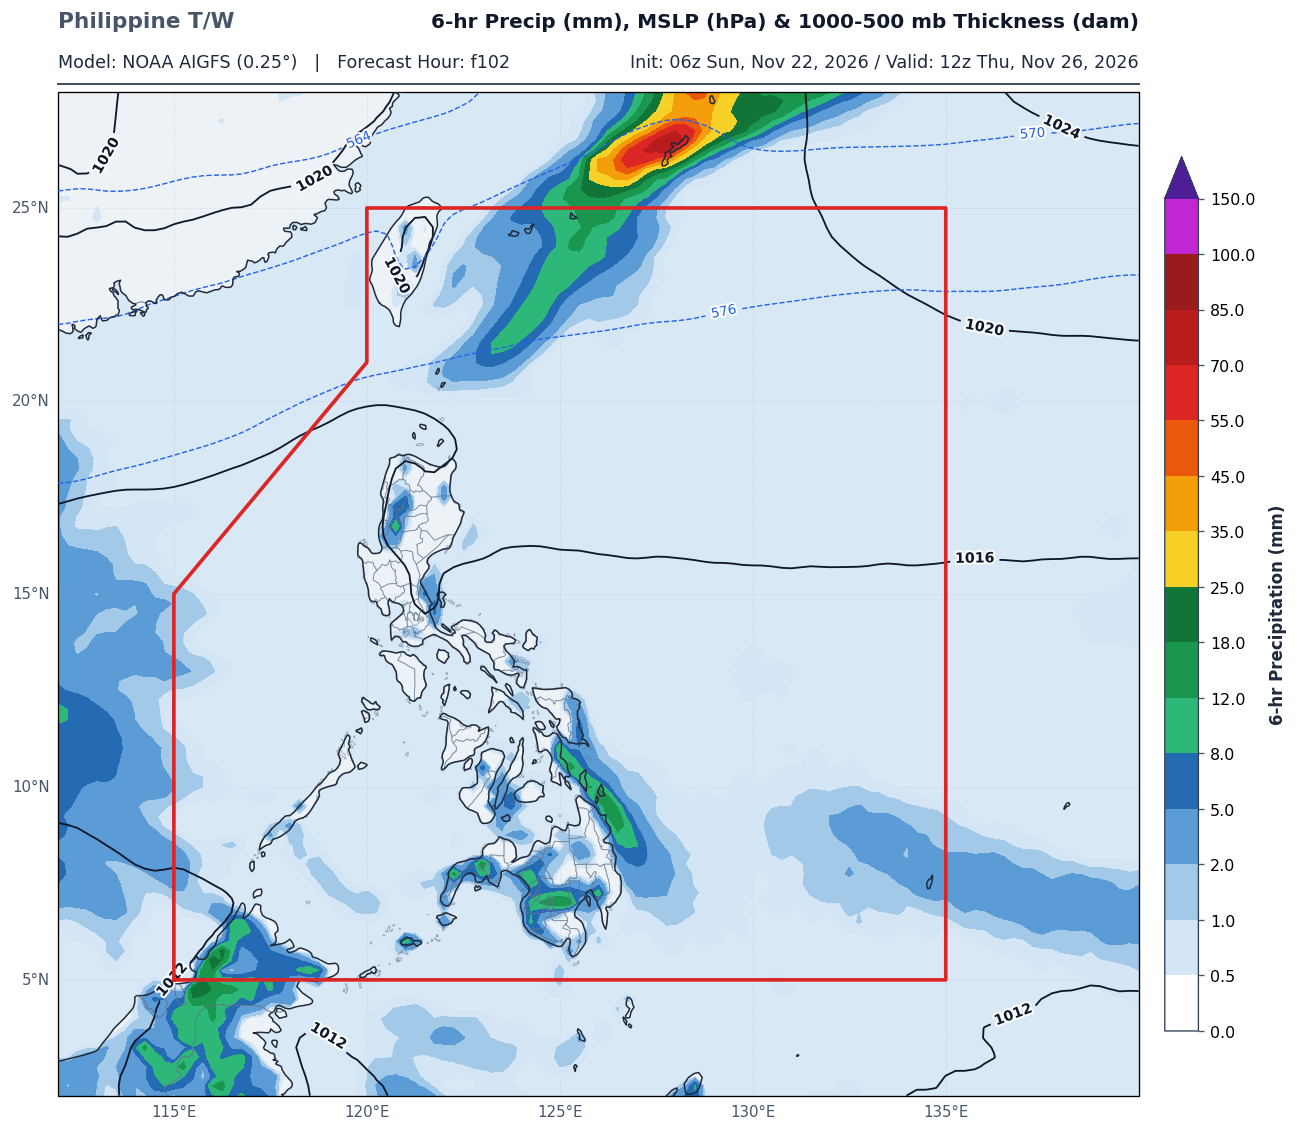 Philippine T/W
6-hr Precip (mm), MSLP (hPa) & 1000-500 mb Thickness (dam)
Model: NOAA AIGFS (0.25°) | Forecast Hour: f102
Init: 06z Sun, Nov 22, 2026 / Valid: 12z Thu, Nov 26, 2026
1020
564
1020
570
1024
1020
576
1020
1016
1012
1012
1012
25°N
20°N
15°N
10°N
5°N
115°E
120°E
125°E
130°E
135°E
150.0
100.0
85.0
70.0
55.0
45.0
35.0
25.0
18.0
12.0
8.0
5.0
2.0
1.0
0.5
0.0
6-hr Precipitation (mm)